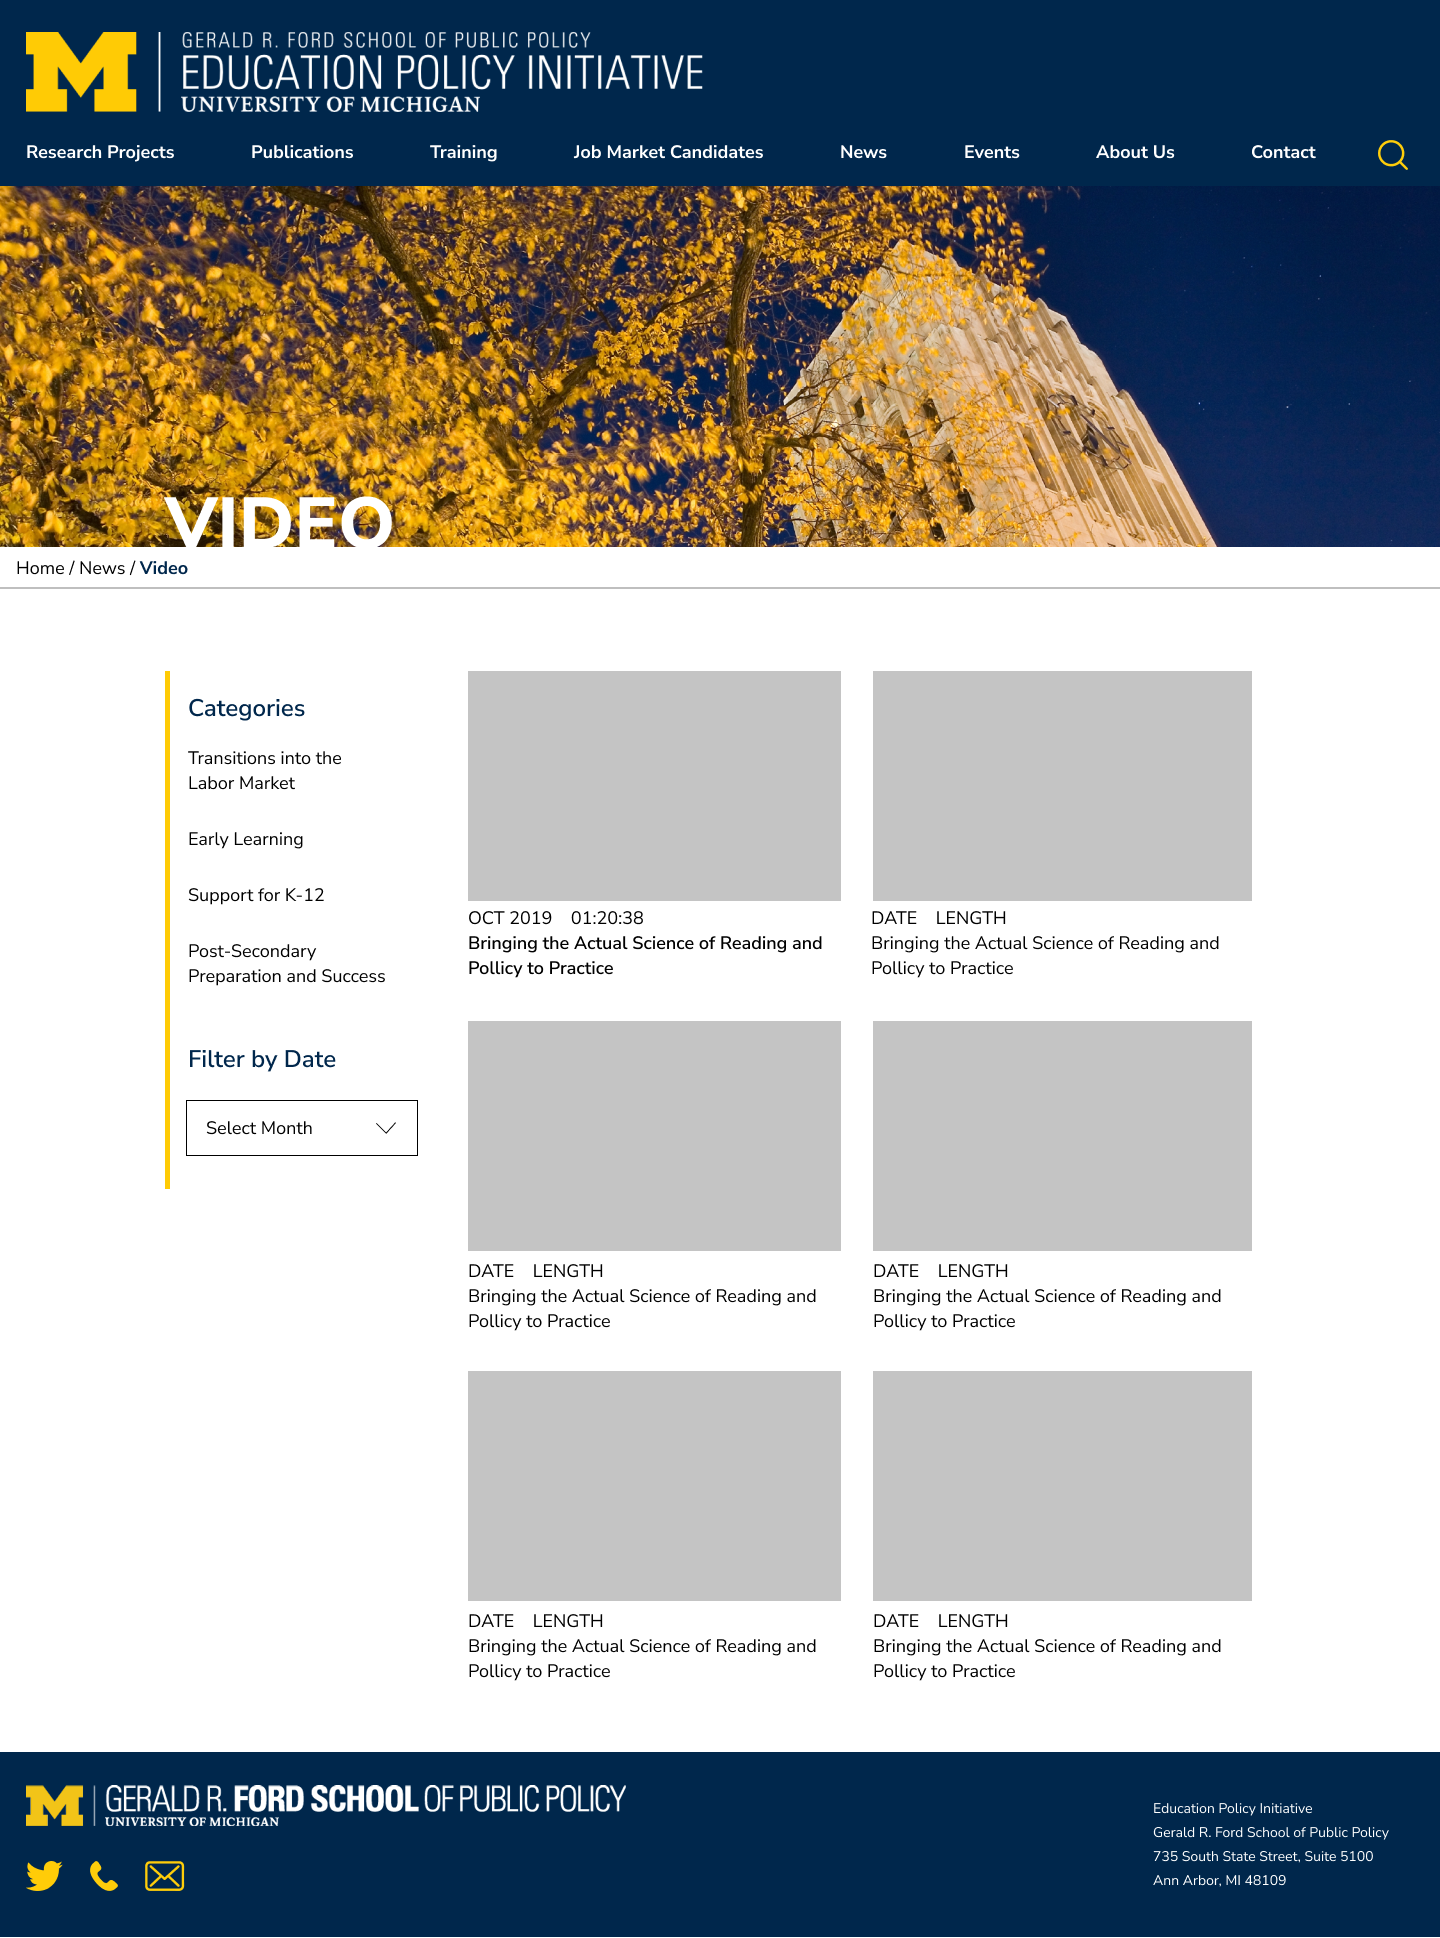 M
GERALD R. FORD SCHOOL OF PUBLIC POLICY
EDUCATION POLICY INITIATIVE
UNIVERSITY OF MICHIGAN
Research Projects
Publications
Training
Job Market Candidates
News
Events
About Us
Contact
VIDEO
Home / News / Video
Categories
Transitions into the
Labor Market
Early Learning
Support for K-12
Post-Secondary
Preparation and Success
Filter by Date
Select Month
OCT 2019 01:20:38
Bringing the Actual Science of Reading and
Pollicy to Practice
DATE LENGTH
Bringing the Actual Science of Reading and
Pollicy to Practice
DATE LENGTH
Bringing the Actual Science of Reading and
Pollicy to Practice
DATE LENGTH
Bringing the Actual Science of Reading and
Pollicy to Practice
DATE LENGTH
Bringing the Actual Science of Reading and
Pollicy to Practice
DATE LENGTH
Bringing the Actual Science of Reading and
Pollicy to Practice
M
GERALD R. FORD SCHOOL OF PUBLIC POLICY
UNIVERSITY OF MICHIGAN
Education Policy Initiative
Gerald R. Ford School of Public Policy
735 South State Street, Suite 5100
Ann Arbor, MI 48109